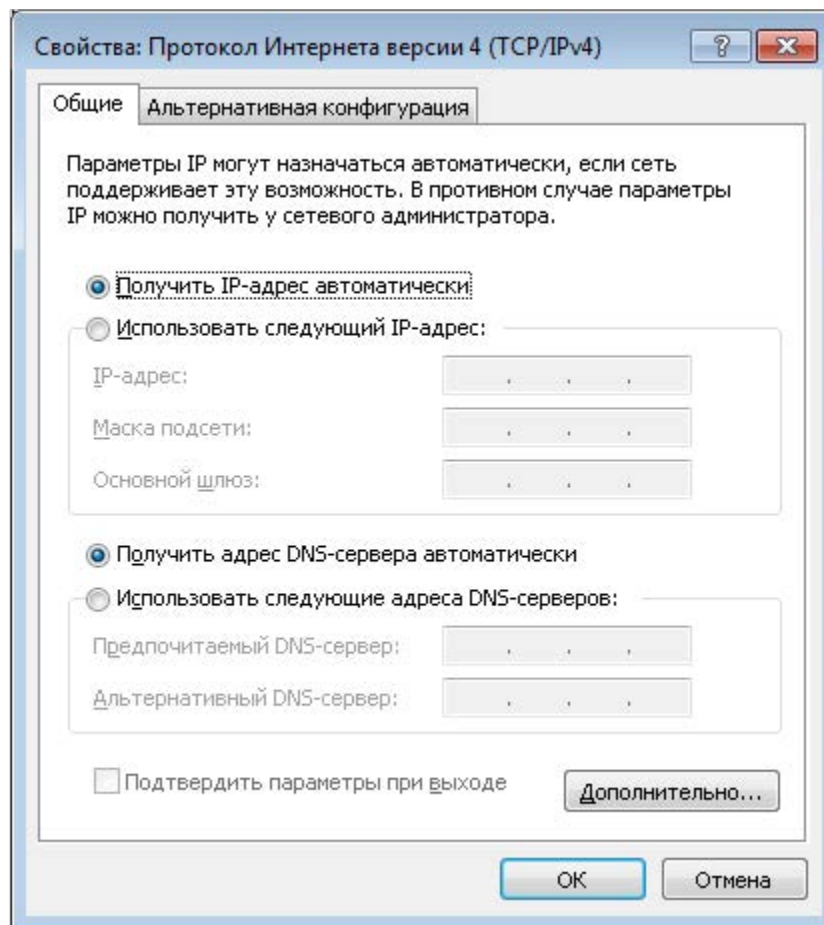 Свойства: Протокол Интернета версии 4 (TCP/IPv4)
Общие
Альтернативная конфигурация
Параметры IP могут назначаться автоматически, если сеть
поддерживает эту возможность. В противном случае параметры
IP можно получить у сетевого администратора.
Получить IP-адрес автоматически
Использовать следующий IP-адрес:
IP-адрес:
Маска подсети:
Основной шлюз:
Получить адрес DNS-сервера автоматически
Использовать следующие адреса DNS-серверов:
Предпочитаемый DNS-сервер:
Альтернативный DNS-сервер:
Подтвердить параметры при выходе
Дополнительно...
ОК
Отмена